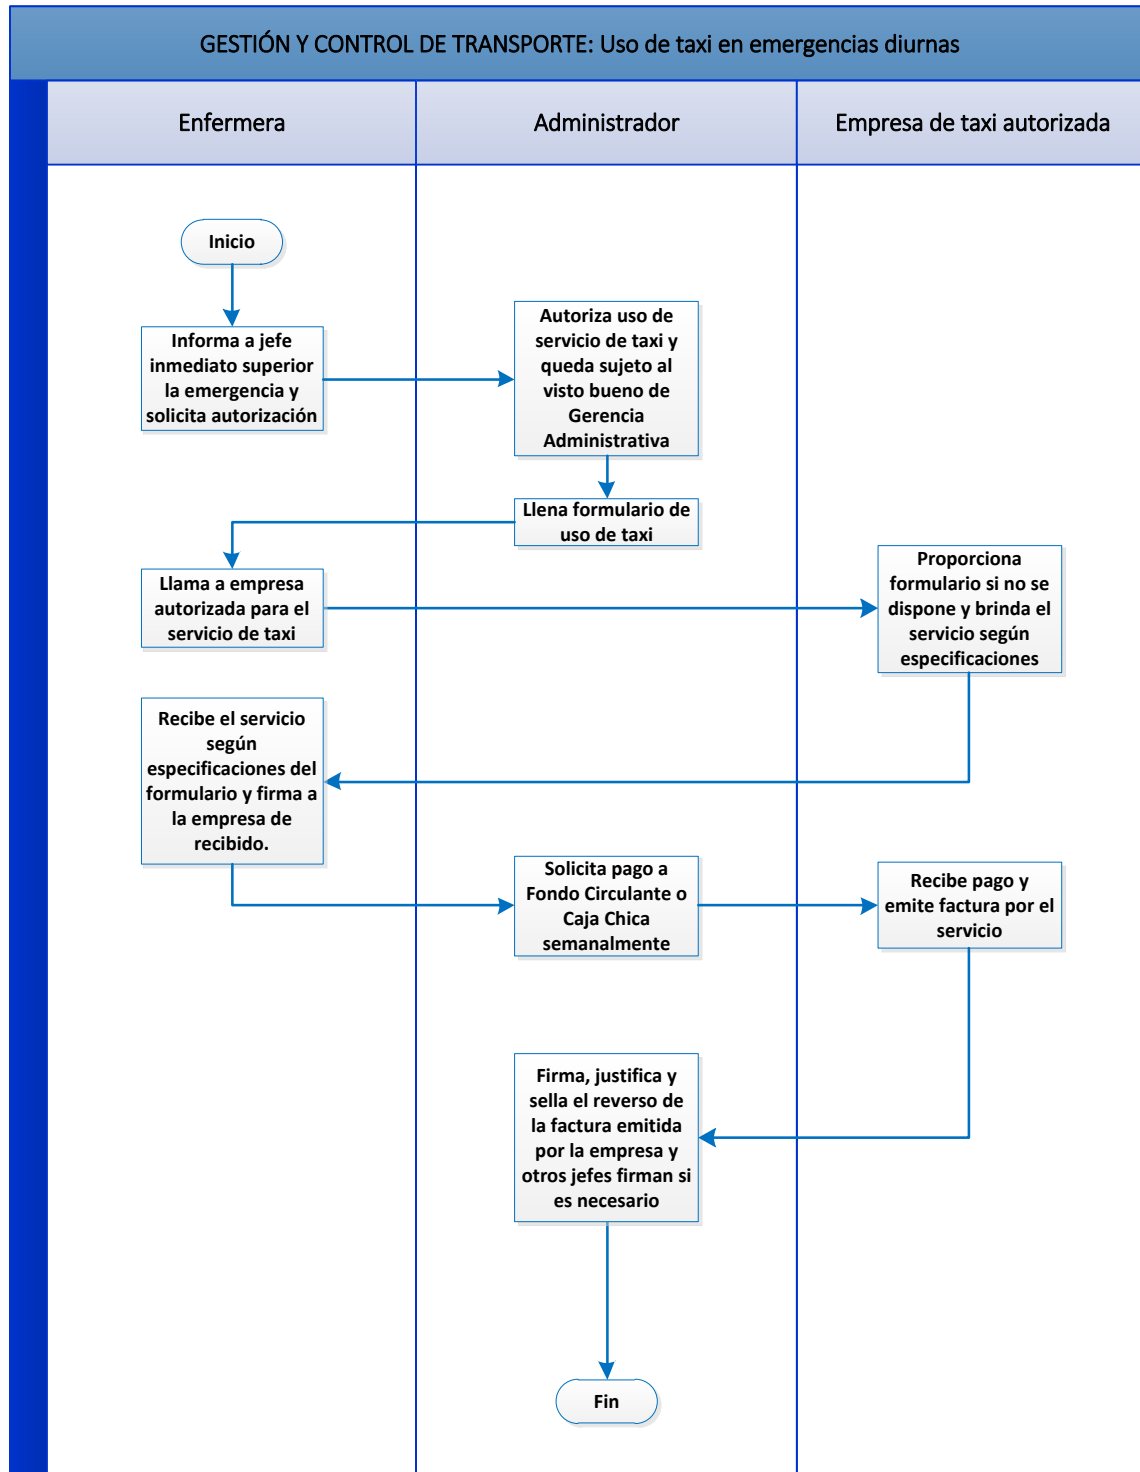 GESTIÓN Y CONTROL DE TRANSPORTE: Uso de taxi en emergencias diurnas
Enfermera
Administrador
Empresa de taxi autorizada
Inicio
Informa a jefe
inmediato superior
la emergencia y
solicita autorización
Autoriza uso de
servicio de taxi y
queda sujeto al
visto bueno de
Gerencia
Administrativa
Llena formulario de
uso de taxi
Llama a empresa
autorizada para el
servicio de taxi
Proporciona
formulario si no se
dispone y brinda el
servicio según
especificaciones
Recibe el servicio
según
especificaciones del
formulario y firma a
la empresa de
recibido.
Solicita pago a
Fondo Circulante o
Caja Chica
semanalmente
Recibe pago y
emite factura por el
servicio
Firma, justifica y
sella el reverso de
la factura emitida
por la empresa y
otros jefes firman si
es necesario
Fin